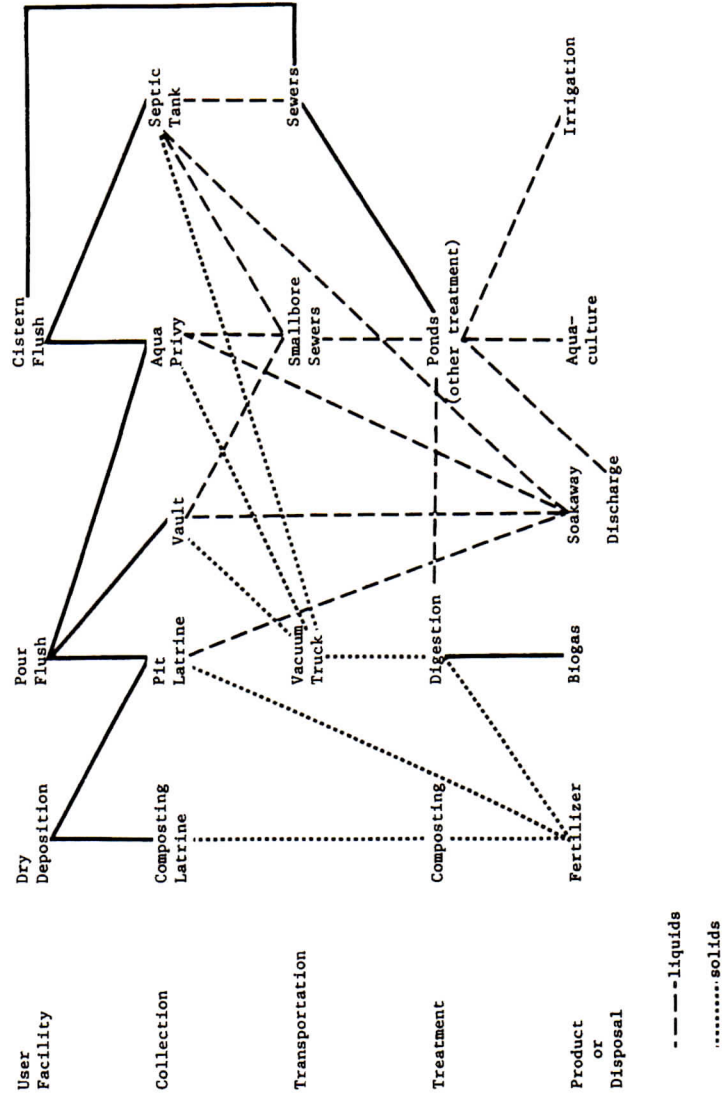 User
Facility
Dry
Deposition
Pour
Flush
Cistern
Flush
Collection
Composting
Latrine
Pit
Latrine
Vault
Aqua
Privy
Septic
Tank
Transportation
Vacuum
Truck
Smallbore
Sewers
Sewers
Treatment
Composting
Digestion
Ponds
(other treatment)
Product
or
Disposal
Fertilizer
Biogas
Soakaway
Discharge
Aqua-
culture
Irrigation
liquids
solids